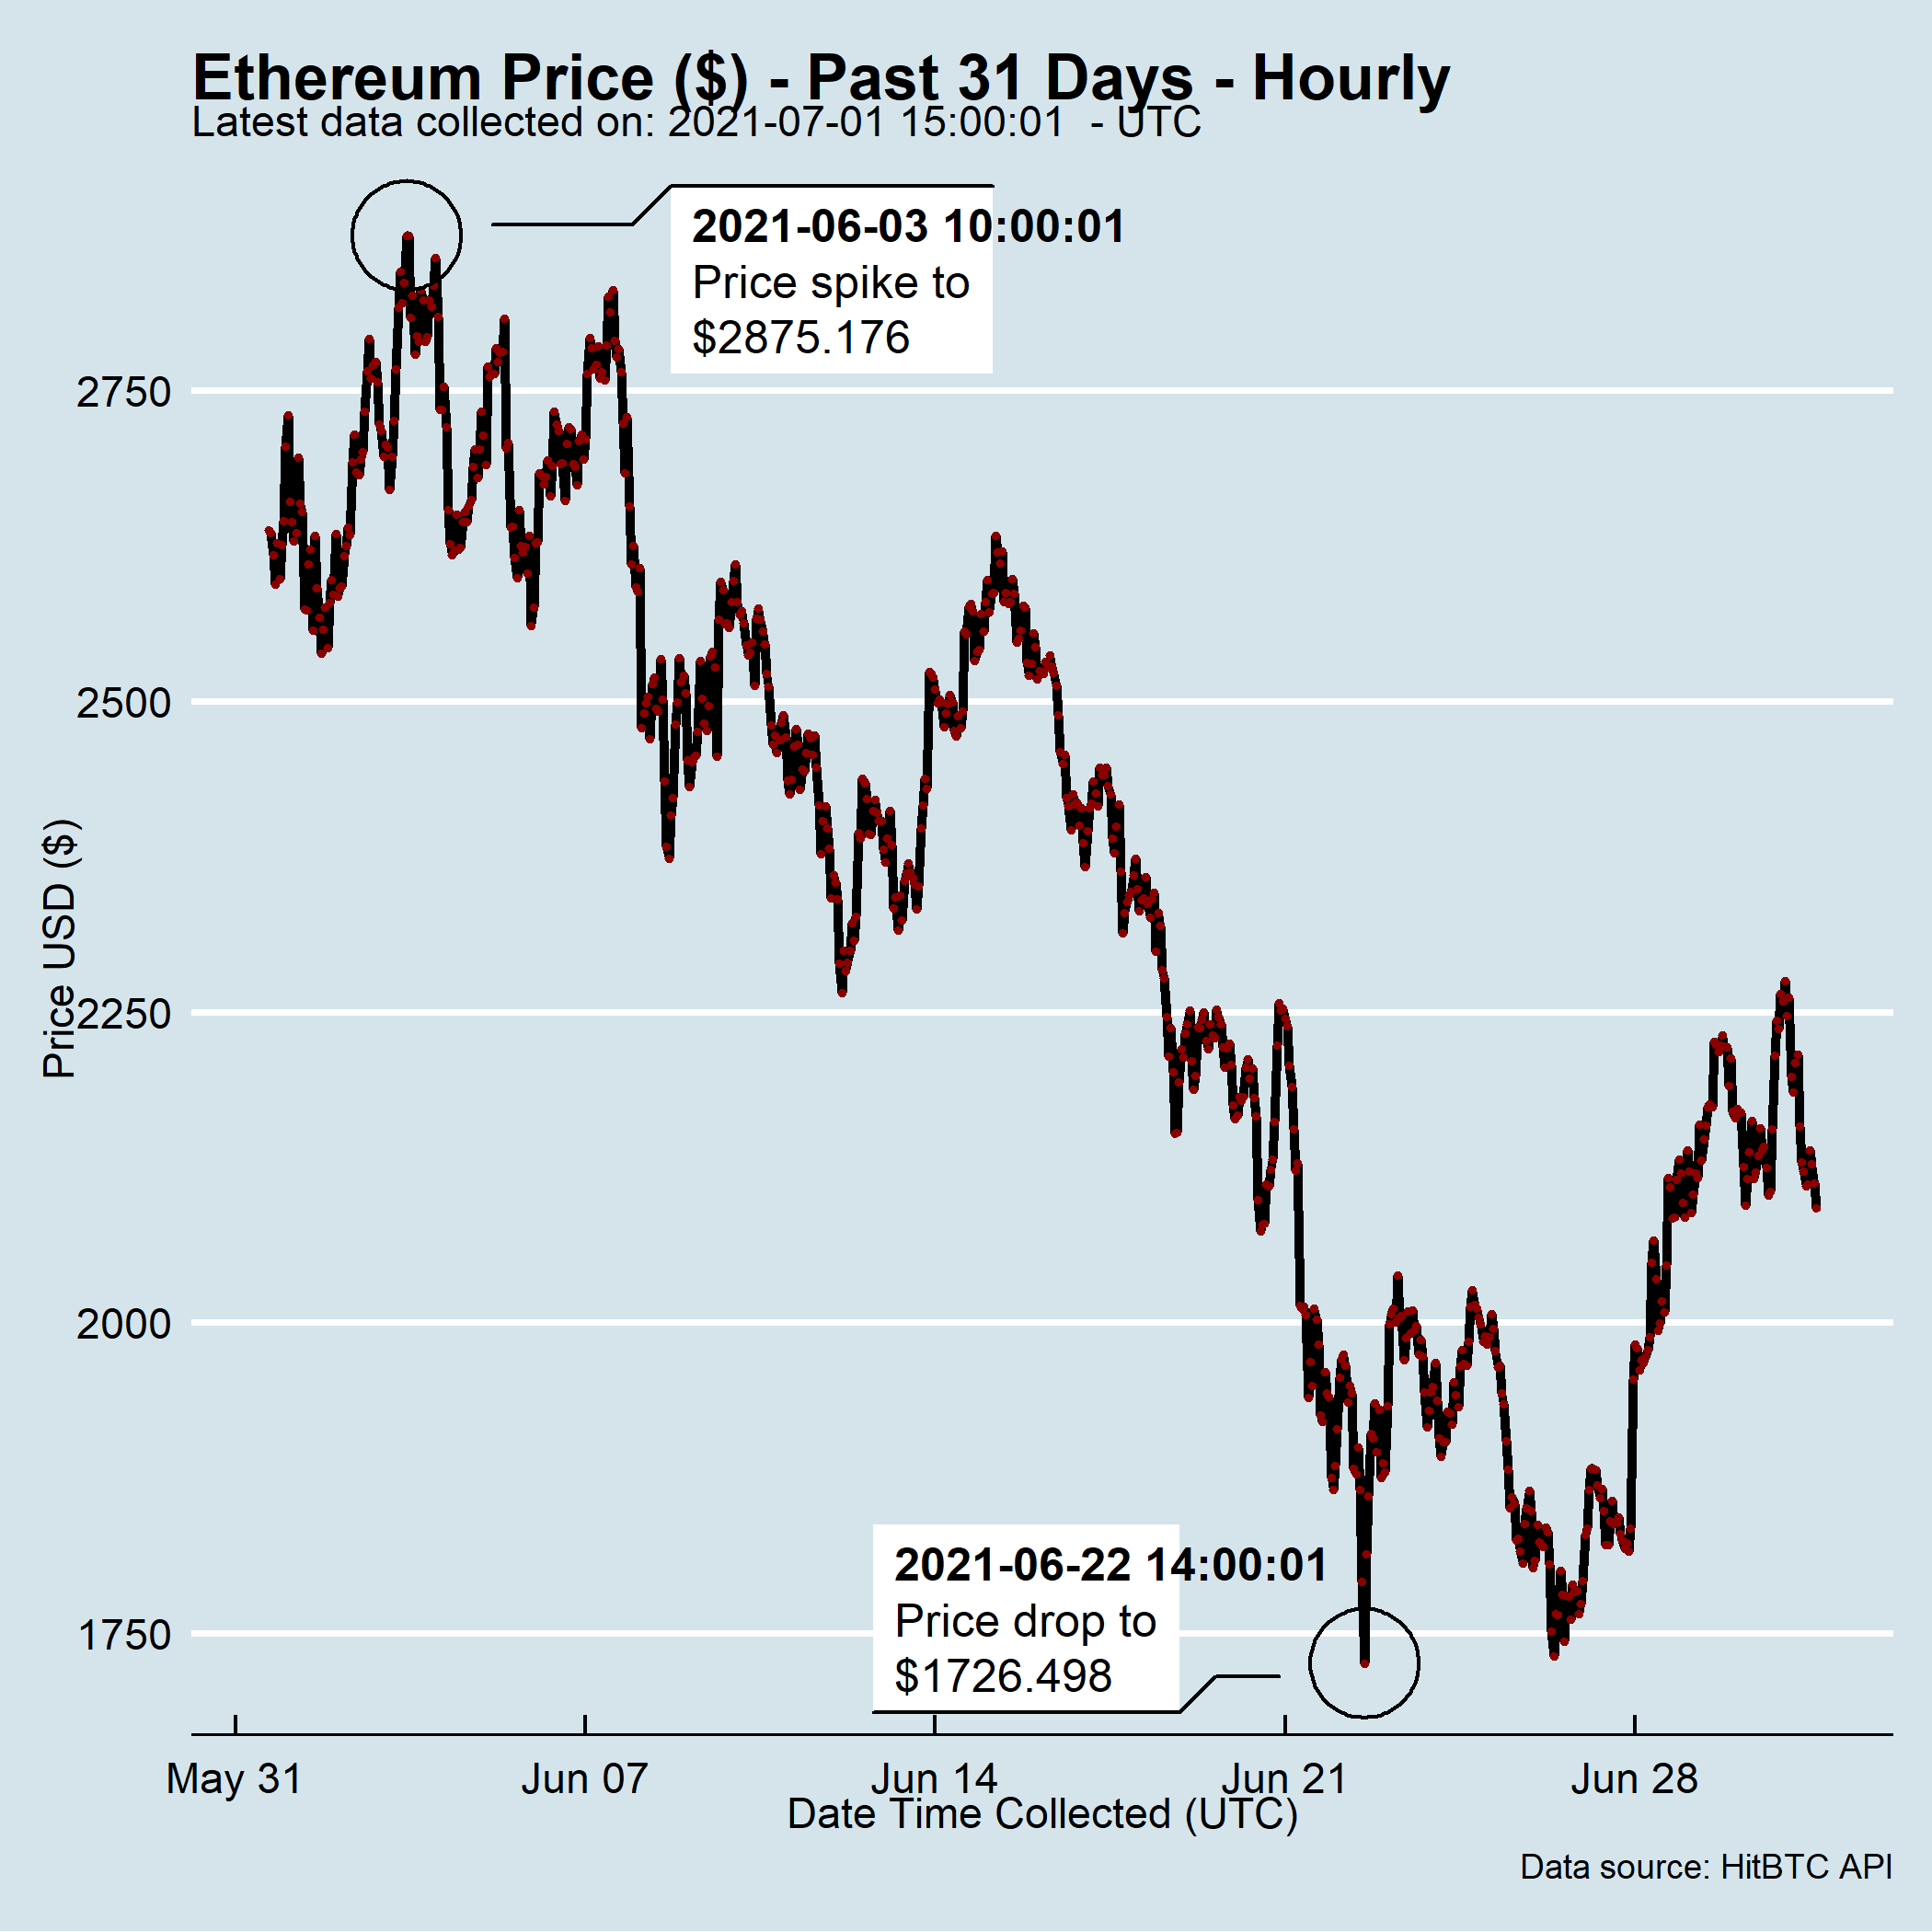 Ethereum Price ($) - Past 31 Days - Hourly
Latest data collected on: 2021-07-01 15:00:01  - UTC
2021-06-03 10:00:01
Price spike to
$2875.176
2750
2500
2250
2000
1750
Price USD ($)
2021-06-22 14:00:01
Price drop to
$1726.498
May 31
Jun 07
Jun 14
Jun 21
Jun 28
Date Time Collected (UTC)
Data source: HitBTC API